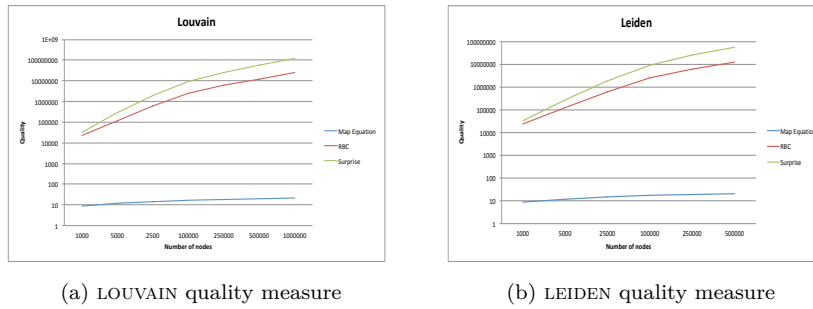 Louvain
1E+09
100000000
10000000
1000000
100000
10000
1000
100
10
1
Quality
1000 5000 2500 100000 250000 500000 1000000
Number of nodes
Map Equation
RBC
Surprise
(a) LOUVAIN quality measure
Leiden
100000000
10000000
1000000
100000
10000
1000
100
10
1
Quality
1000 5000 25000 100000 250000 500000
Number of nodes
Map Equation
RBC
Surprise
(b) LEIDEN quality measure